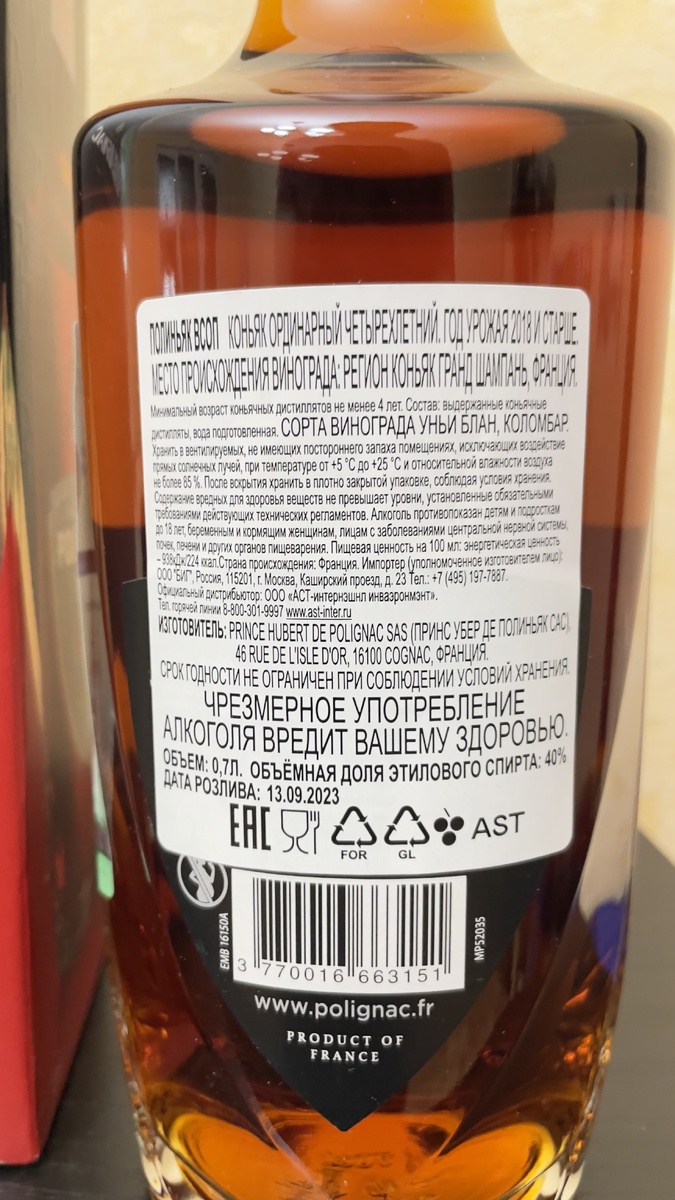 ПОЛИНЬЯК ВСОП КОНЬЯК ОРДИНАРНЫЙ ЧЕТЫРЕХЛЕТНИЙ. ГОД УРОЖАЯ 2018 И СТАРШЕ.
МЕСТО ПРОИСХОЖДЕНИЯ ВИНОГРАДА: РЕГИОН КОНЬЯК ГРАНД ШАМПАНЬ, ФРАНЦИЯ.
Минимальный возраст коньячных дистиллятов не менее 4 лет. Состав: выдержанные коньячные
дистилляты, вода подготовленная. СОРТА ВИНОГРАДА УНЬИ БЛАН, КОЛОМБАР.
Хранить в вентилируемых, не имеющих постороннего запаха помещениях, исключающих воздействие
прямых солнечных лучей, при температуре от +5 °С до +25 °С и относительной влажности воздуха
не более 85 %. После вскрытия хранить в плотно закрытой упаковке, соблюдая условия хранения.
Содержание вредных для здоровья веществ не превышает уровни, установленные обязательными
требованиями действующих технических регламентов. Алкоголь противопоказан детям и подросткам
до 18 лет, беременным и кормящим женщинам, лицам с заболеваниями центральной нервной системы,
почек, печени и других органов пищеварения. Пищевая ценность на 100 мл: энергетическая ценность
– 938кДж/224 ккал.Страна происхождения: Франция. Импортер (уполномоченное изготовителем лицо):
ООО "БИГ", Россия, 115201, г. Москва, Каширский проезд, д. 23 Тел.: +7 (495) 197-7887.
Официальный дистрибьютор: ООО «АСТ-интернэшнл инваэронмэнт».
Тел. горячей линии 8-800-301-9997 www.ast-inter.ru
ИЗГОТОВИТЕЛЬ: PRINCE HUBERT DE POLIGNAC SAS (ПРИНС УБЕР ДЕ ПОЛИНЬЯК САС),
46 RUE DE L'ISLE D'OR, 16100 COGNAC, ФРАНЦИЯ.
СРОК ГОДНОСТИ НЕ ОГРАНИЧЕН ПРИ СОБЛЮДЕНИИ УСЛОВИЙ ХРАНЕНИЯ.
ЧРЕЗМЕРНОЕ УПОТРЕБЛЕНИЕ
АЛКОГОЛЯ ВРЕДИТ ВАШЕМУ ЗДОРОВЬЮ.
ОБЪЕМ: 0,7Л. ОБЪЁМНАЯ ДОЛЯ ЭТИЛОВОГО СПИРТА: 40%
ДАТА РОЗЛИВА: 13.09.2023
ЕАС FOR GL AST
EMB 16150A
MP52035
3 770016 663151
www.polignac.fr
PRODUCT OF
FRANCE